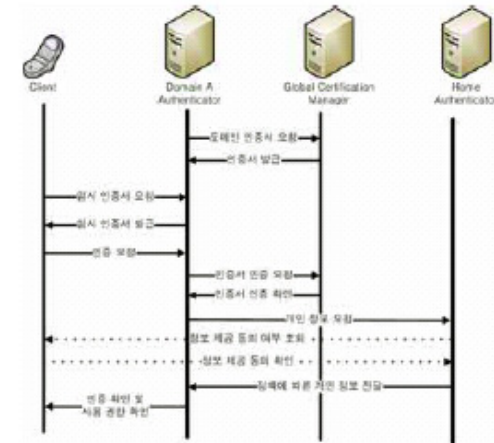 Client
Domain A
Authenticator
Global Certification
Manager
Home
Authenticator
도메인 인증서 요청
인증서 발급
임시 인증서 요청
임시 인증서 발급
인증 요청
인증서 인증 요청
인증서 인증 확인
개인 정보 요청
정보 제공 동의 여부 조회
정보 제공 동의 확인
정책에 따른 개인 정보 전달
인증 확인 및
사용 권한 확인